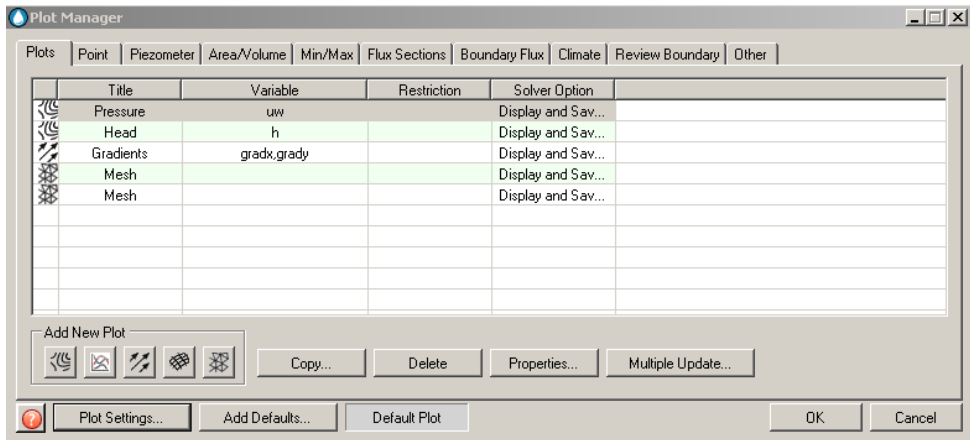 Plot Manager
Plots Point Piezometer Area/Volume Min/Max Flux Sections Boundary Flux Climate Review Boundary Other
Title Variable Restriction Solver Option
Pressure uw Display and Sav...
Head h Display and Sav...
Gradients gradx,grady Display and Sav...
Mesh Display and Sav...
Mesh Display and Sav...
Add New Plot
Copy... Delete Properties... Multiple Update...
Plot Settings... Add Defaults... Default Plot OK Cancel